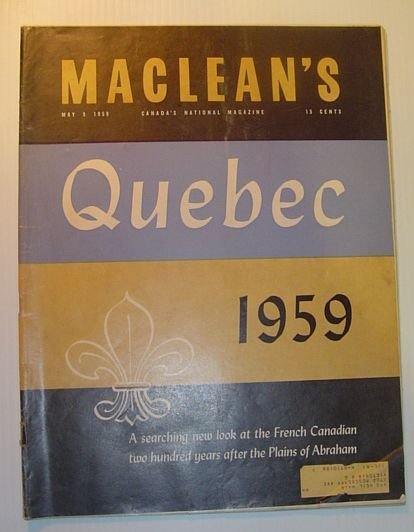 MACLEAN'S
MAY 9 1959 CANADA'S NATIONAL MAGAZINE 15 CENTS
Quebec
1959
A searching new look at the French Canadian
two hundred years after the Plains of Abraham